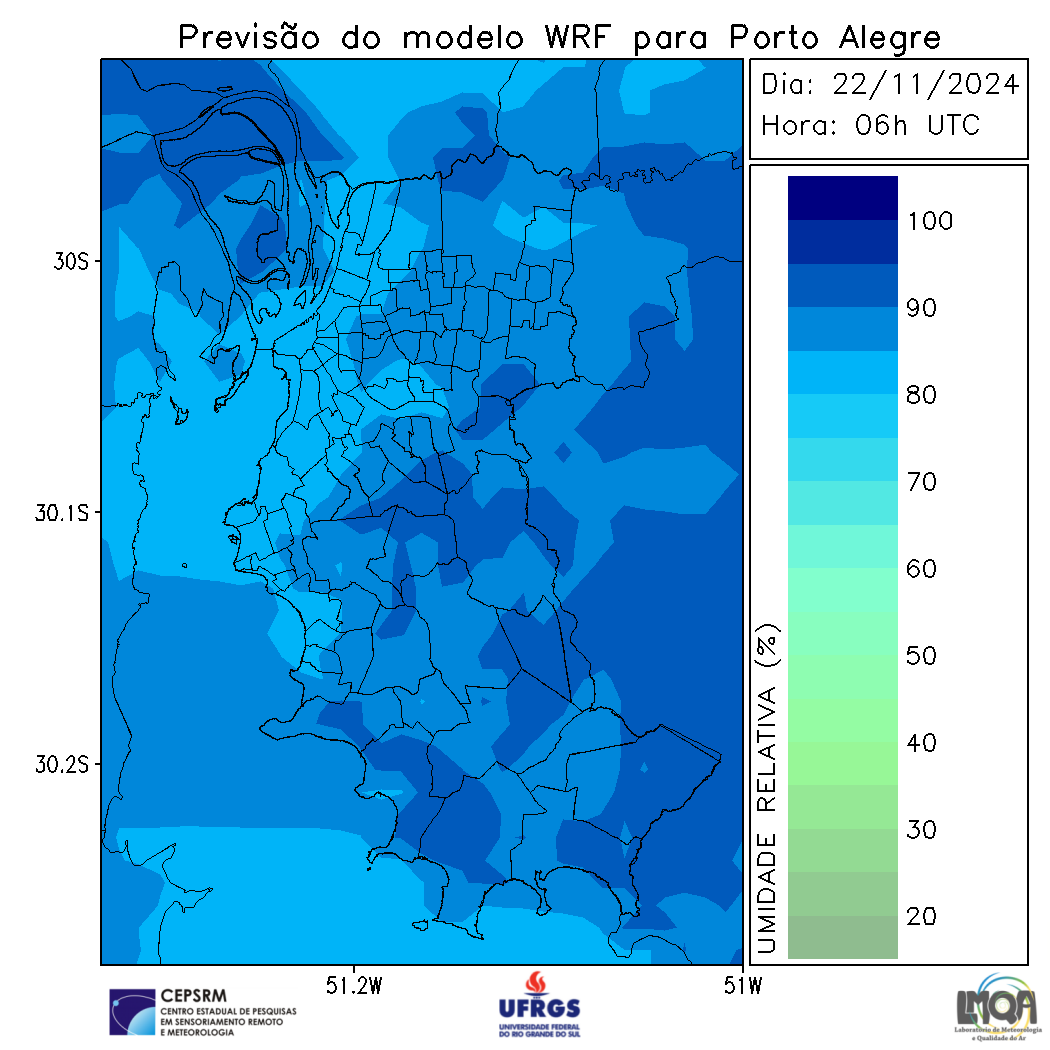 Previsão do modelo WRF para Porto Alegre
Dia: 22/11/2024
Hora: 06h UTC
30S
30.1S
30.2S
51.2W
51W
100
90
80
70
60
50
40
30
20
UMIDADE RELATIVA (%)
CEPSRM
CENTRO ESTADUAL DE PESQUISAS
EM SENSORIAMENTO REMOTO
E METEOROLOGIA
UFRGS
UNIVERSIDADE FEDERAL
DO RIO GRANDE DO SUL
LMQA
Laboratório de Meteorologia
e Qualidade do Ar